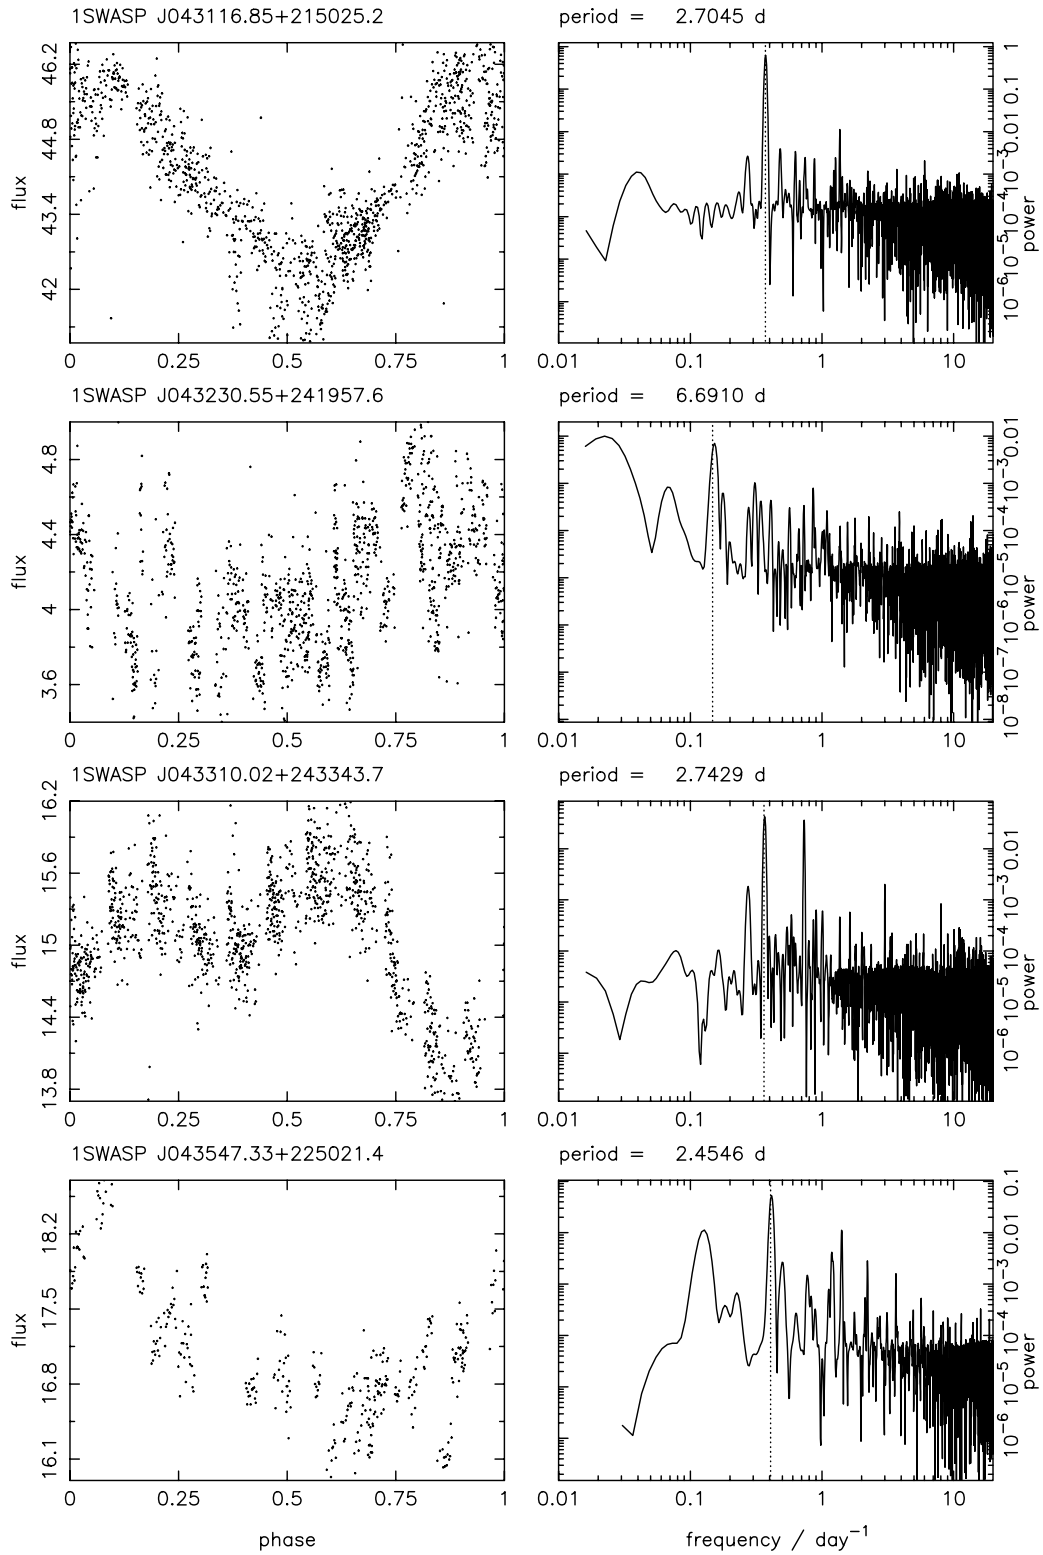 1SWASP J043116.85+215025.2
period = 2.7045 d
46.2
44.8
43.4
42
flux
0 0.25 0.5 0.75 1
1
0.1
0.01
10⁻³
10⁻⁴
10⁻⁵
10⁻⁶
power
0.01 0.1 1 10
1SWASP J043230.55+241957.6
period = 6.6910 d
4.8
4.4
4
3.6
flux
0 0.25 0.5 0.75 1
0.01
10⁻³
10⁻⁴
10⁻⁵
10⁻⁶
10⁻⁷
10⁻⁸
power
0.01 0.1 1 10
1SWASP J043310.02+243343.7
period = 2.7429 d
16.2
15.6
15
14.4
13.8
flux
0 0.25 0.5 0.75 1
0.01
10⁻³
10⁻⁴
10⁻⁵
10⁻⁶
power
0.01 0.1 1 10
1SWASP J043547.33+225021.4
period = 2.4546 d
18.2
17.5
16.8
16.1
flux
0 0.25 0.5 0.75 1
phase
0.1
0.01
10⁻³
10⁻⁴
10⁻⁵
10⁻⁶
power
0.01 0.1 1 10
frequency / day⁻¹